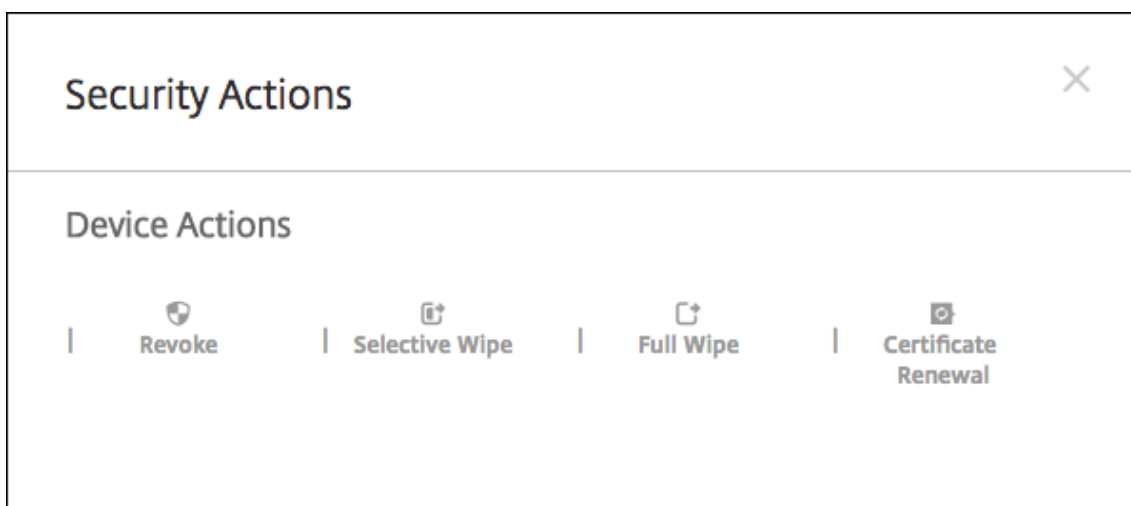 Security Actions
Device Actions
Revoke
Selective Wipe
Full Wipe
Certificate
Renewal